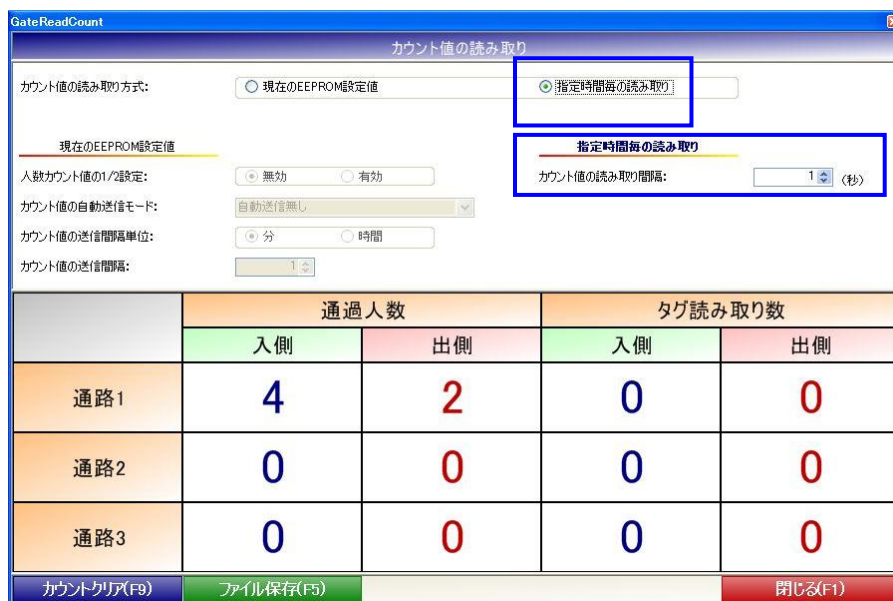 GateReadCount
カウント値の読み取り
カウント値の読み取り方式:
現在のEEPROM設定値
指定時間毎の読み取り
現在のEEPROM設定値
指定時間毎の読み取り
人数カウント値の1/2設定:
無効
有効
カウント値の読み取り間隔:
1
(秒)
カウント値の自動送信モード:
自動送信無し
カウント値の送信間隔単位:
分
時間
カウント値の送信間隔:
1
通過人数
タグ読み取り数
入側
出側
入側
出側
通路1
4
2
0
0
通路2
0
0
0
0
通路3
0
0
0
0
カウントクリア(F9)
ファイル保存(F5)
閉じる(F1)